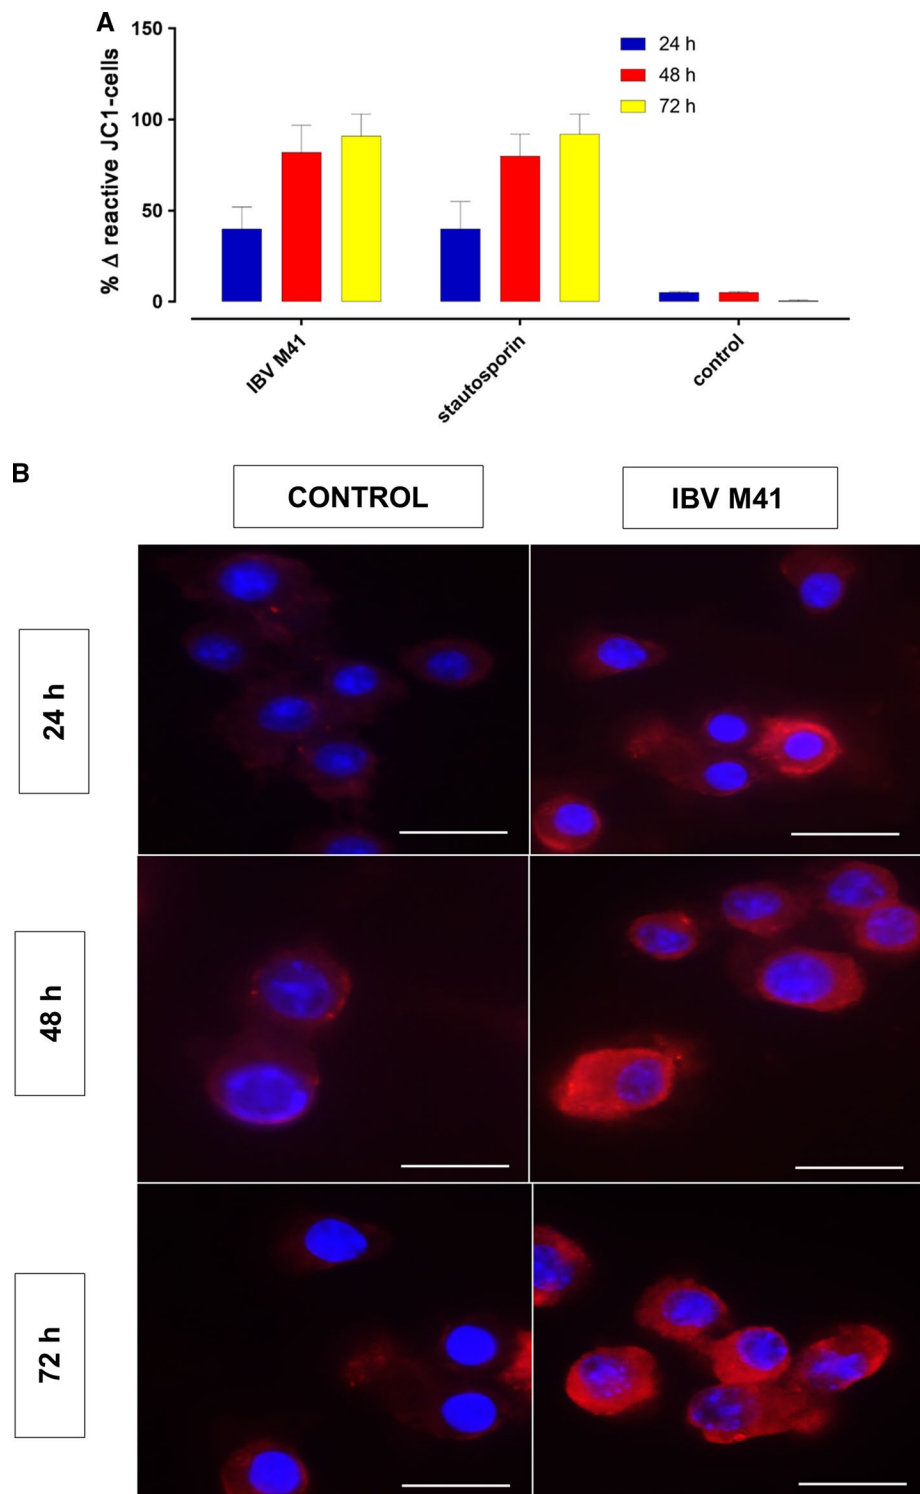 A
150
100
50
0
% Δ reactive JC1-cells
24 h
48 h
72 h
IBV M41
stautosporin
control
B
CONTROL
IBV M41
24 h
48 h
72 h